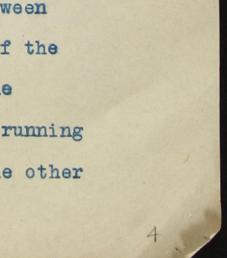 ween
f the
e
running
e other
4